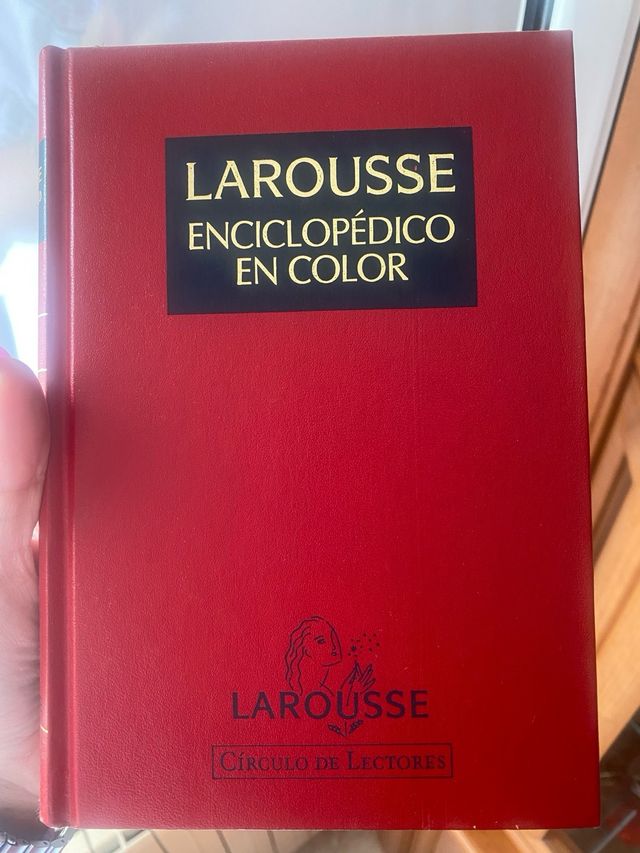 LAROUSSE
ENCICLOPÉDICO
EN COLOR
LAROUSSE
CÍRCULO DE LECTORES